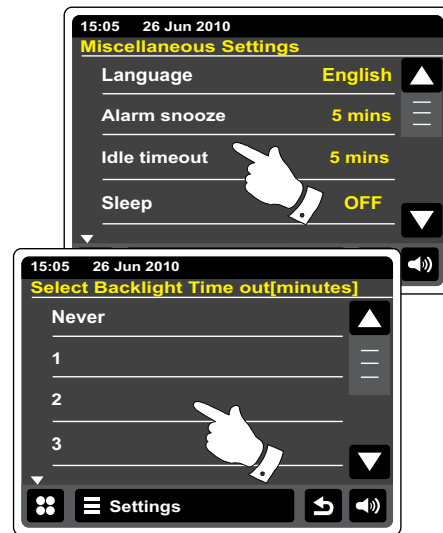 15:05 26 Jun 2010
Miscellaneous Settings
Language English
Alarm snooze 5 mins
Idle timeout 5 mins
Sleep OFF
15:05 26 Jun 2010
Select Backlight Time out[minutes]
Never
1
2
3
Settings